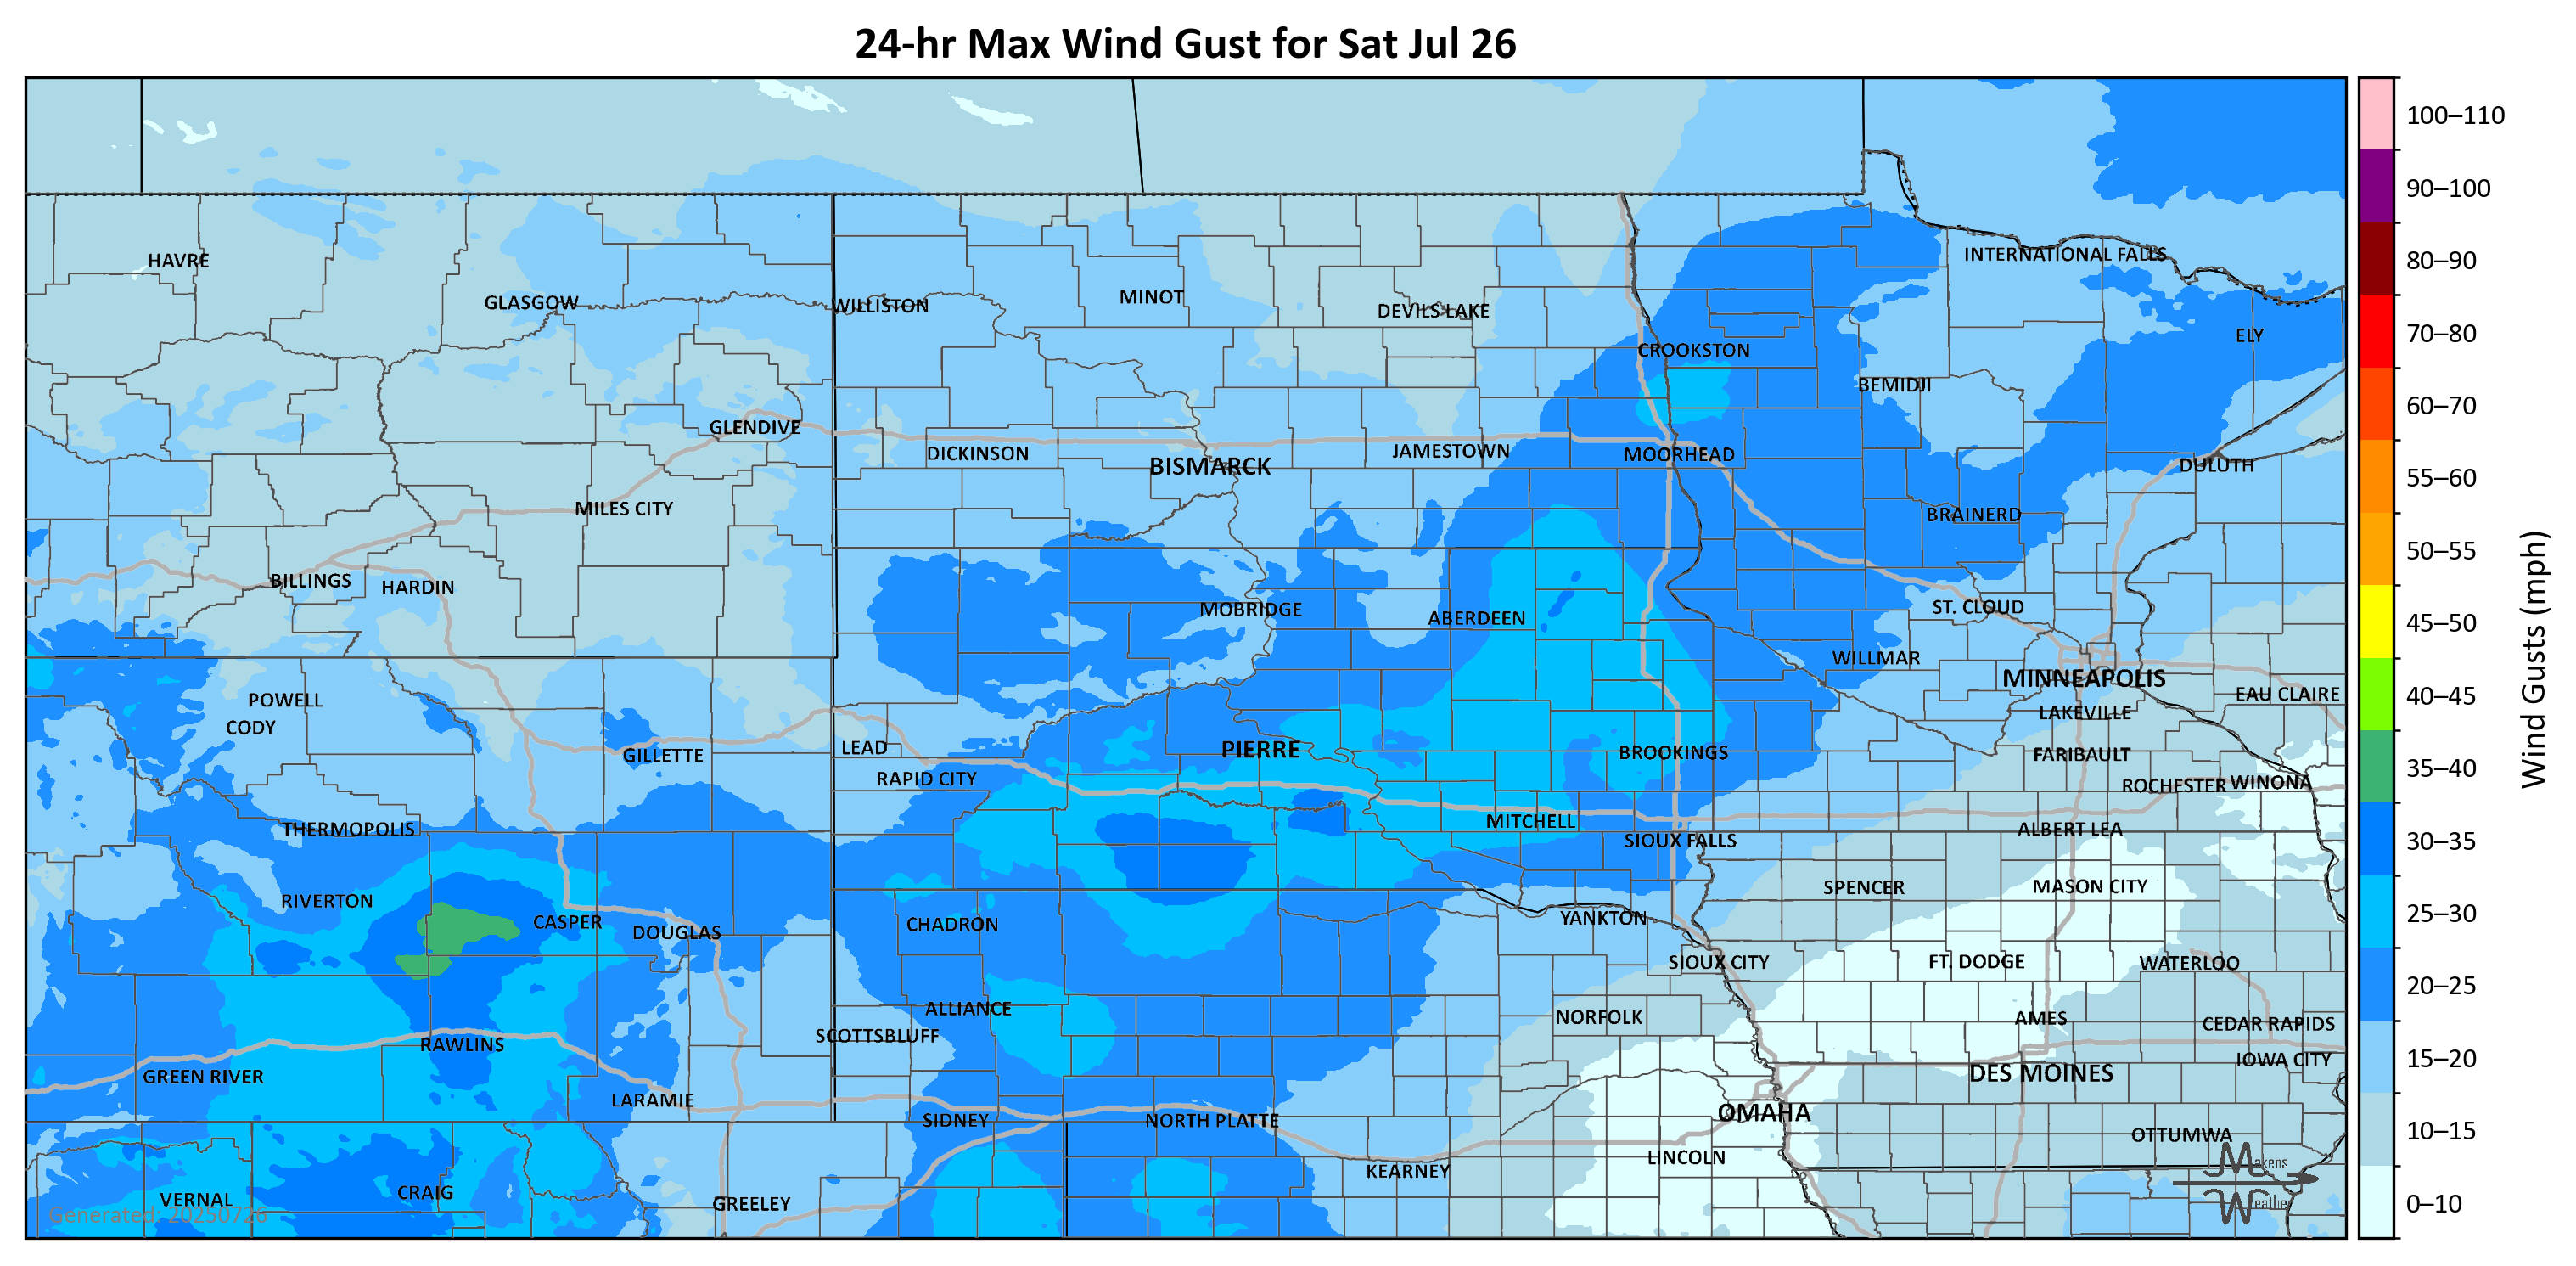 24-hr Max Wind Gust for Sat Jul 26
100–110
90–100
80–90
70–80
60–70
55–60
50–55
45–50
40–45
35–40
30–35
25–30
20–25
15–20
10–15
0–10
Wind Gusts (mph)
HAVRE
GLASGOW
WILLISTON
MINOT
DEVILS LAKE
INTERNATIONAL FALLS
ELY
CROOKSTON
BEMIDJI
GLENDIVE
DICKINSON
BISMARCK
JAMESTOWN
MOORHEAD
DULUTH
MILES CITY
BRAINERD
BILLINGS
HARDIN
MOBRIDGE
ABERDEEN
ST. CLOUD
WILLMAR
MINNEAPOLIS
EAU CLAIRE
POWELL
CODY
LAKEVILLE
GILLETTE
LEAD
PIERRE
BROOKINGS
FARIBAULT
RAPID CITY
ROCHESTER
WINONA
THERMOPOLIS
MITCHELL
ALBERT LEA
SIOUX FALLS
RIVERTON
CASPER
DOUGLAS
CHADRON
YANKTON
SPENCER
MASON CITY
SIOUX CITY
FT. DODGE
WATERLOO
ALLIANCE
SCOTTSBLUFF
NORFOLK
AMES
CEDAR RAPIDS
RAWLINS
GREEN RIVER
IOWA CITY
DES MOINES
LARAMIE
SIDNEY
NORTH PLATTE
OMAHA
OTTUMWA
KEARNEY
LINCOLN
VERNAL
CRAIG
GREELEY
Generated: 20250726
Makens
Weather